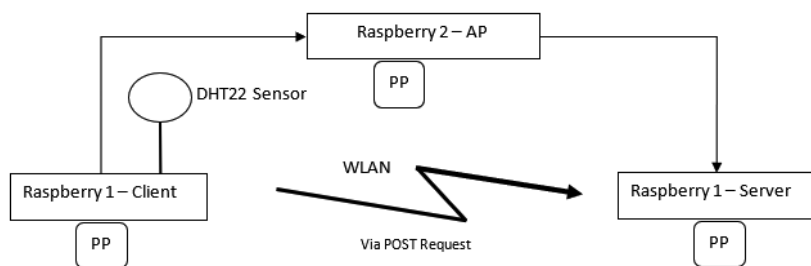 Raspberry 2 – AP
PP
DHT22 Sensor
WLAN
Raspberry 1 – Client
Raspberry 1 – Server
PP
Via POST Request
PP